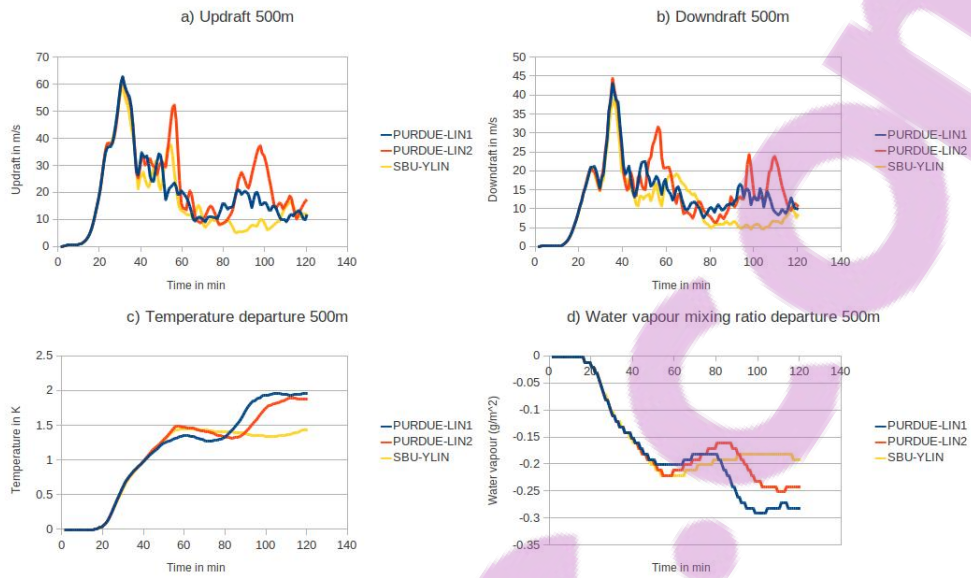 a) Updraft 500m
70
60
50
40
30
20
10
0
0 20 40 60 80 100 120 140
Updraft in m/s
Time in min
PURDUE-LIN1
PURDUE-LIN2
SBU-YLIN
b) Downdraft 500m
50
45
40
35
30
25
20
15
10
5
0
0 20 40 60 80 100 120 140
Downdraft in m/s
Time in min
PURDUE-LIN1
PURDUE-LIN2
SBU-YLIN
c) Temperature departure 500m
2.5
2
1.5
1
0.5
0
0 20 40 60 80 100 120 140
Temperature in K
Time in min
PURDUE-LIN1
PURDUE-LIN2
SBU-YLIN
d) Water vapour mixing ratio departure 500m
0
-0.05
-0.1
-0.15
-0.2
-0.25
-0.3
-0.35
0 20 40 60 80 100 120 140
Water vapour (g/m^2)
Time in min
PURDUE-LIN1
PURDUE-LIN2
SBU-YLIN